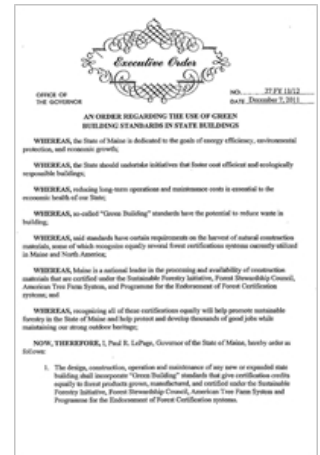 Executive Order
OFFICE OF
THE GOVERNOR
NO. 37 FY 11/12
DATE December 7, 2011
AN ORDER REGARDING THE USE OF GREEN
BUILDING STANDARDS IN STATE BUILDINGS
WHEREAS, the State of Maine is dedicated to the goals of energy efficiency, environmental
protection, and economic growth;
WHEREAS, the State should undertake initiatives that foster cost efficient and ecologically
responsible buildings;
WHEREAS, reducing long-term operations and maintenance costs is essential to the
economic health of our State;
WHEREAS, so-called "Green Building" standards have the potential to reduce waste in
building;
WHEREAS, said standards have certain requirements on the harvest of natural construction
materials, some of which recognize equally several forest certifications systems currently utilized
in Maine and North America;
WHEREAS, Maine is a national leader in the processing and availability of construction
materials that are certified under the Sustainable Forestry Initiative, Forest Stewardship Council,
American Tree Farm System, and Programme for the Endorsement of Forest Certification
systems; and
WHEREAS, recognizing all of these certifications equally will help promote sustainable
forestry in the State of Maine and help protect and develop thousands of good jobs while
maintaining our strong outdoor heritage;
NOW, THEREFORE, I, Paul R. LePage, Governor of the State of Maine, hereby order as
follows:
1. The design, construction, operation and maintenance of any new or expanded state
building shall incorporate "Green Building" standards that give certification credits
equally to forest products grown, manufactured, and certified under the Sustainable
Forestry Initiative, Forest Stewardship Council, American Tree Farm System and
Programme for the Endorsement of Forest Certification systems.